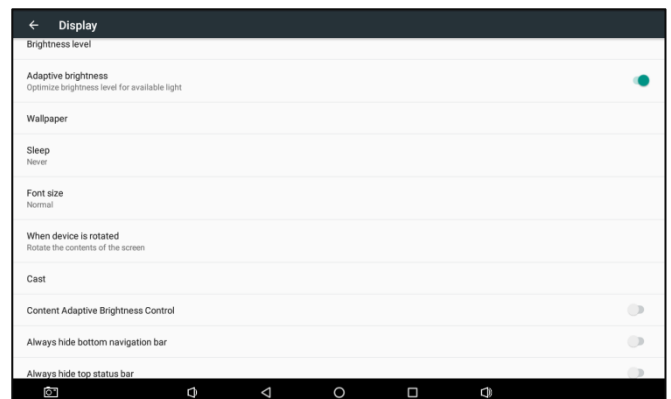 Display
Brightness level
Adaptive brightness
Optimize brightness level for available light
Wallpaper
Sleep
Never
Font size
Normal
When device is rotated
Rotate the contents of the screen
Cast
Content Adaptive Brightness Control
Always hide bottom navigation bar
Always hide top status bar